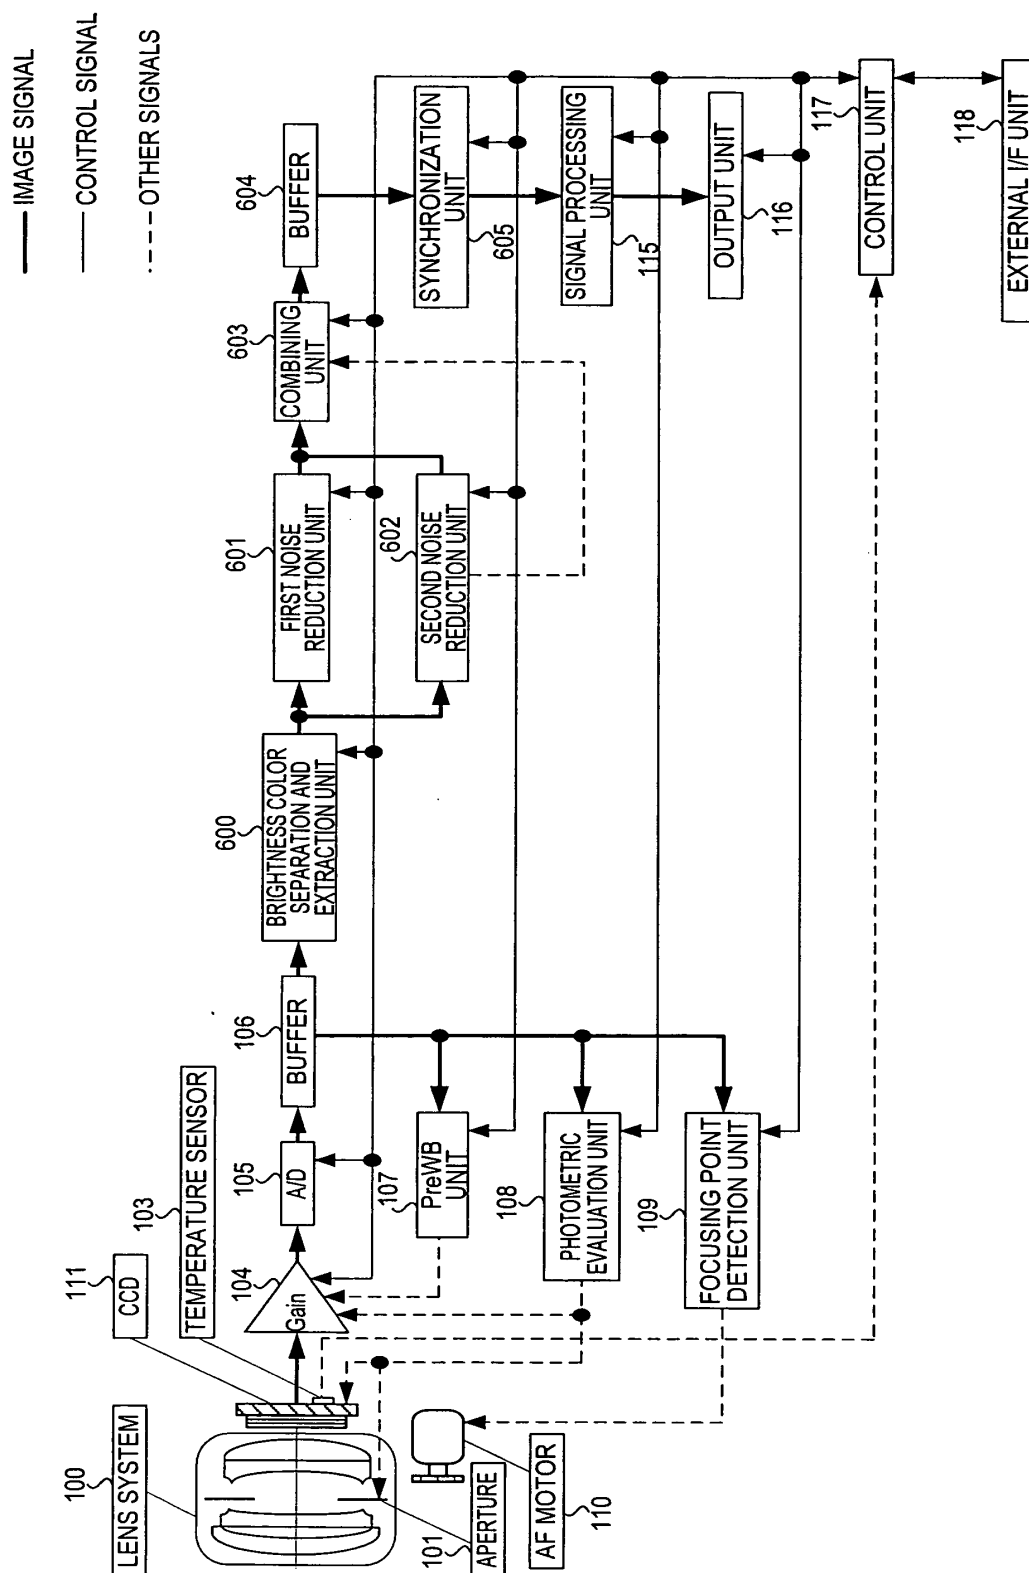 IMAGE SIGNAL
CONTROL SIGNAL
OTHER SIGNALS
100
LENS SYSTEM
111
CCD
103
TEMPERATURE SENSOR
104
Gain
105
A/D
106
BUFFER
600
BRIGHTNESS COLOR
SEPARATION AND
EXTRACTION UNIT
601
FIRST NOISE
REDUCTION UNIT
602
SECOND NOISE
REDUCTION UNIT
603
COMBINING
UNIT
604
BUFFER
SYNCHRONIZATION
UNIT
605
SIGNAL PROCESSING
UNIT
115
OUTPUT UNIT
116
117
CONTROL UNIT
118
EXTERNAL I/F UNIT
107
PreWB
UNIT
108
PHOTOMETRIC
EVALUATION UNIT
109
FOCUSING POINT
DETECTION UNIT
101
APERTURE
AF MOTOR
110